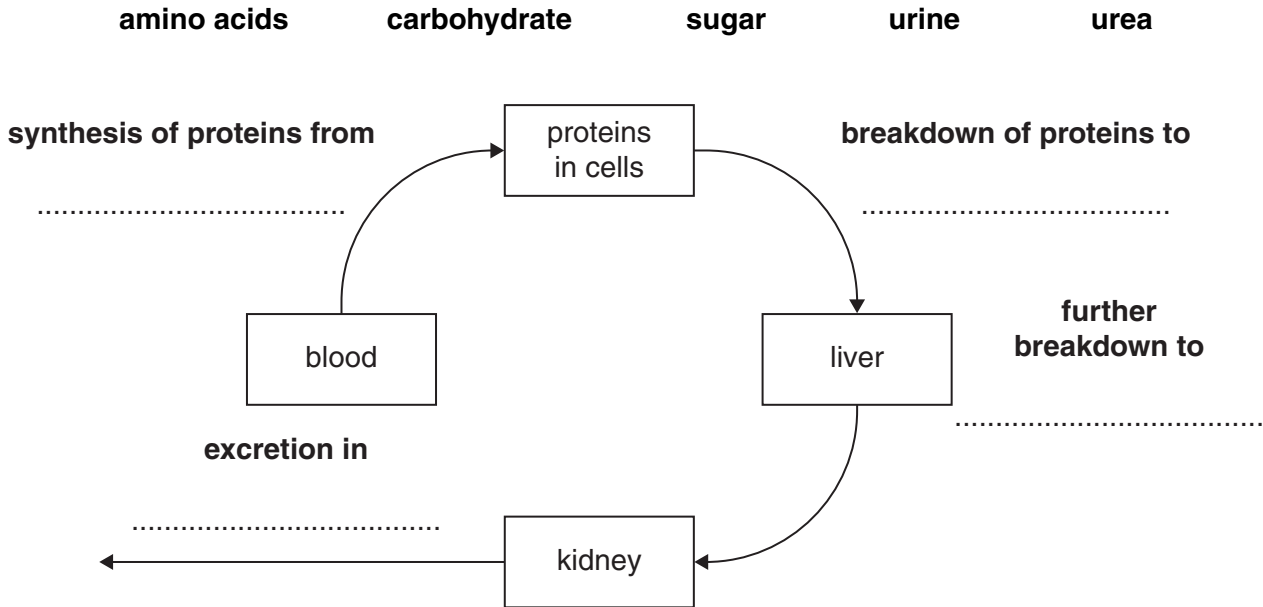 amino acids carbohydrate sugar urine urea
synthesis of proteins from
proteins
in cells
breakdown of proteins to
.....................................
.....................................
blood
liver
further
breakdown to
.....................................
excretion in
.....................................
kidney